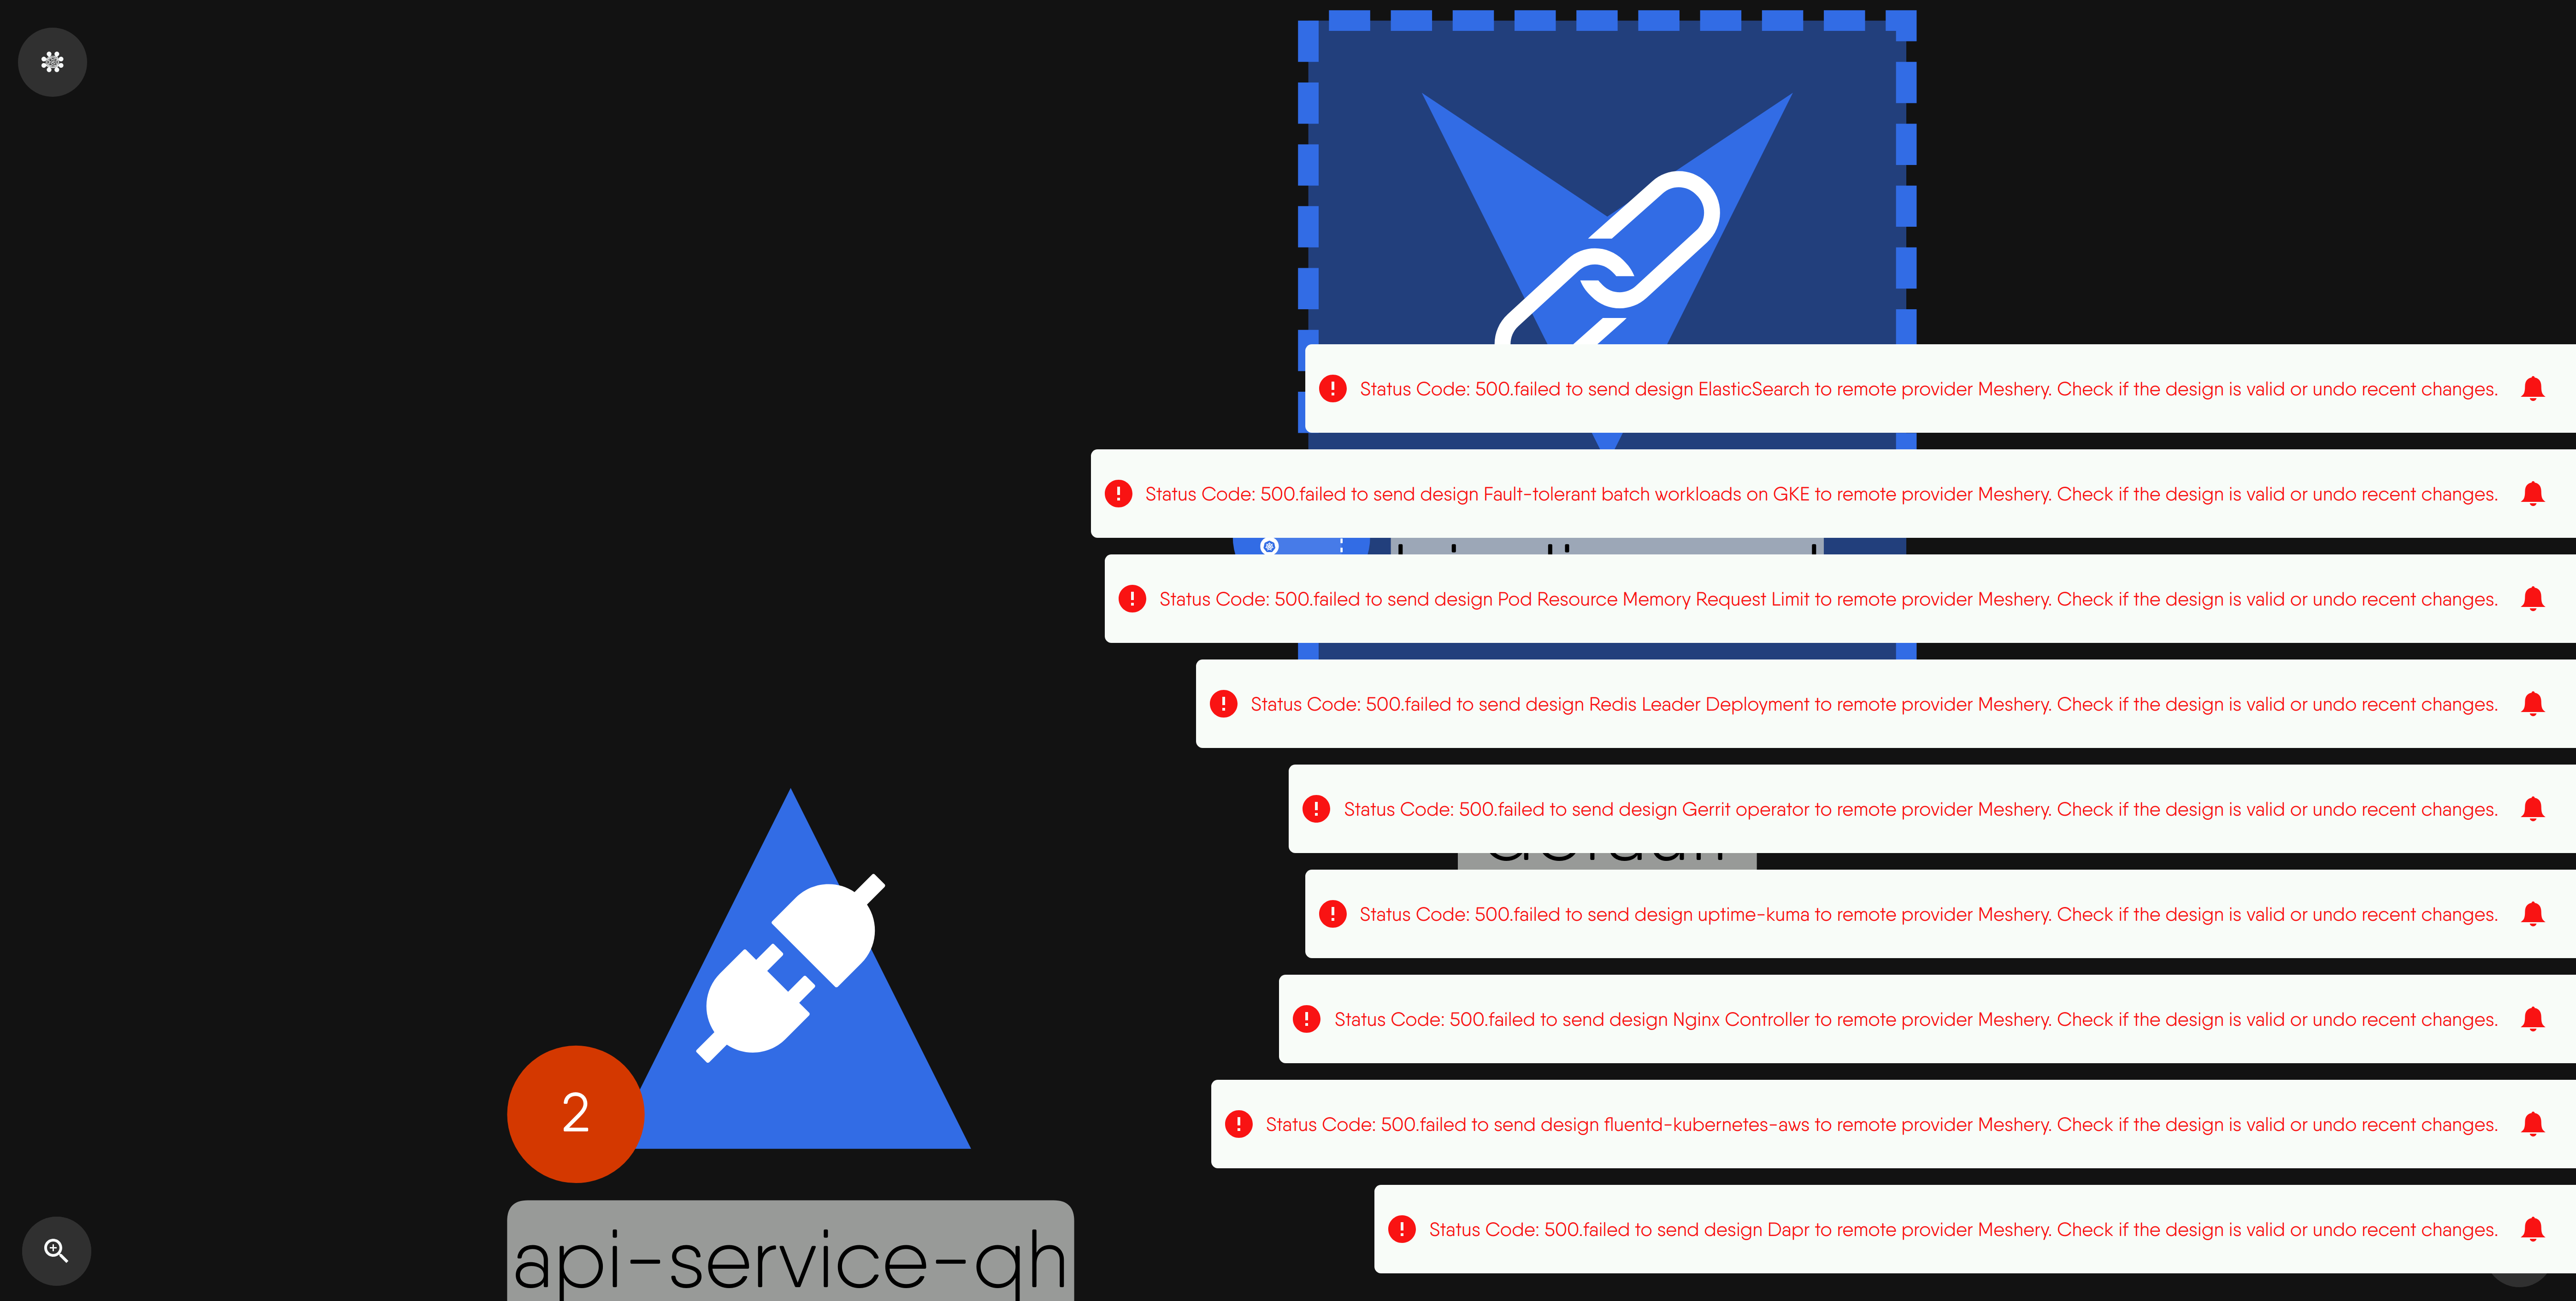 Status Code: 500.failed to send design ElasticSearch to remote provider Meshery. Check if the design is valid or undo recent changes.
Status Code: 500.failed to send design Fault-tolerant batch workloads on GKE to remote provider Meshery. Check if the design is valid or undo recent changes.
Status Code: 500.failed to send design Pod Resource Memory Request Limit to remote provider Meshery. Check if the design is valid or undo recent changes.
Status Code: 500.failed to send design Redis Leader Deployment to remote provider Meshery. Check if the design is valid or undo recent changes.
Status Code: 500.failed to send design Gerrit operator to remote provider Meshery. Check if the design is valid or undo recent changes.
Status Code: 500.failed to send design uptime-kuma to remote provider Meshery. Check if the design is valid or undo recent changes.
Status Code: 500.failed to send design Nginx Controller to remote provider Meshery. Check if the design is valid or undo recent changes.
Status Code: 500.failed to send design fluentd-kubernetes-aws to remote provider Meshery. Check if the design is valid or undo recent changes.
Status Code: 500.failed to send design Dapr to remote provider Meshery. Check if the design is valid or undo recent changes.
2
api-service-qh